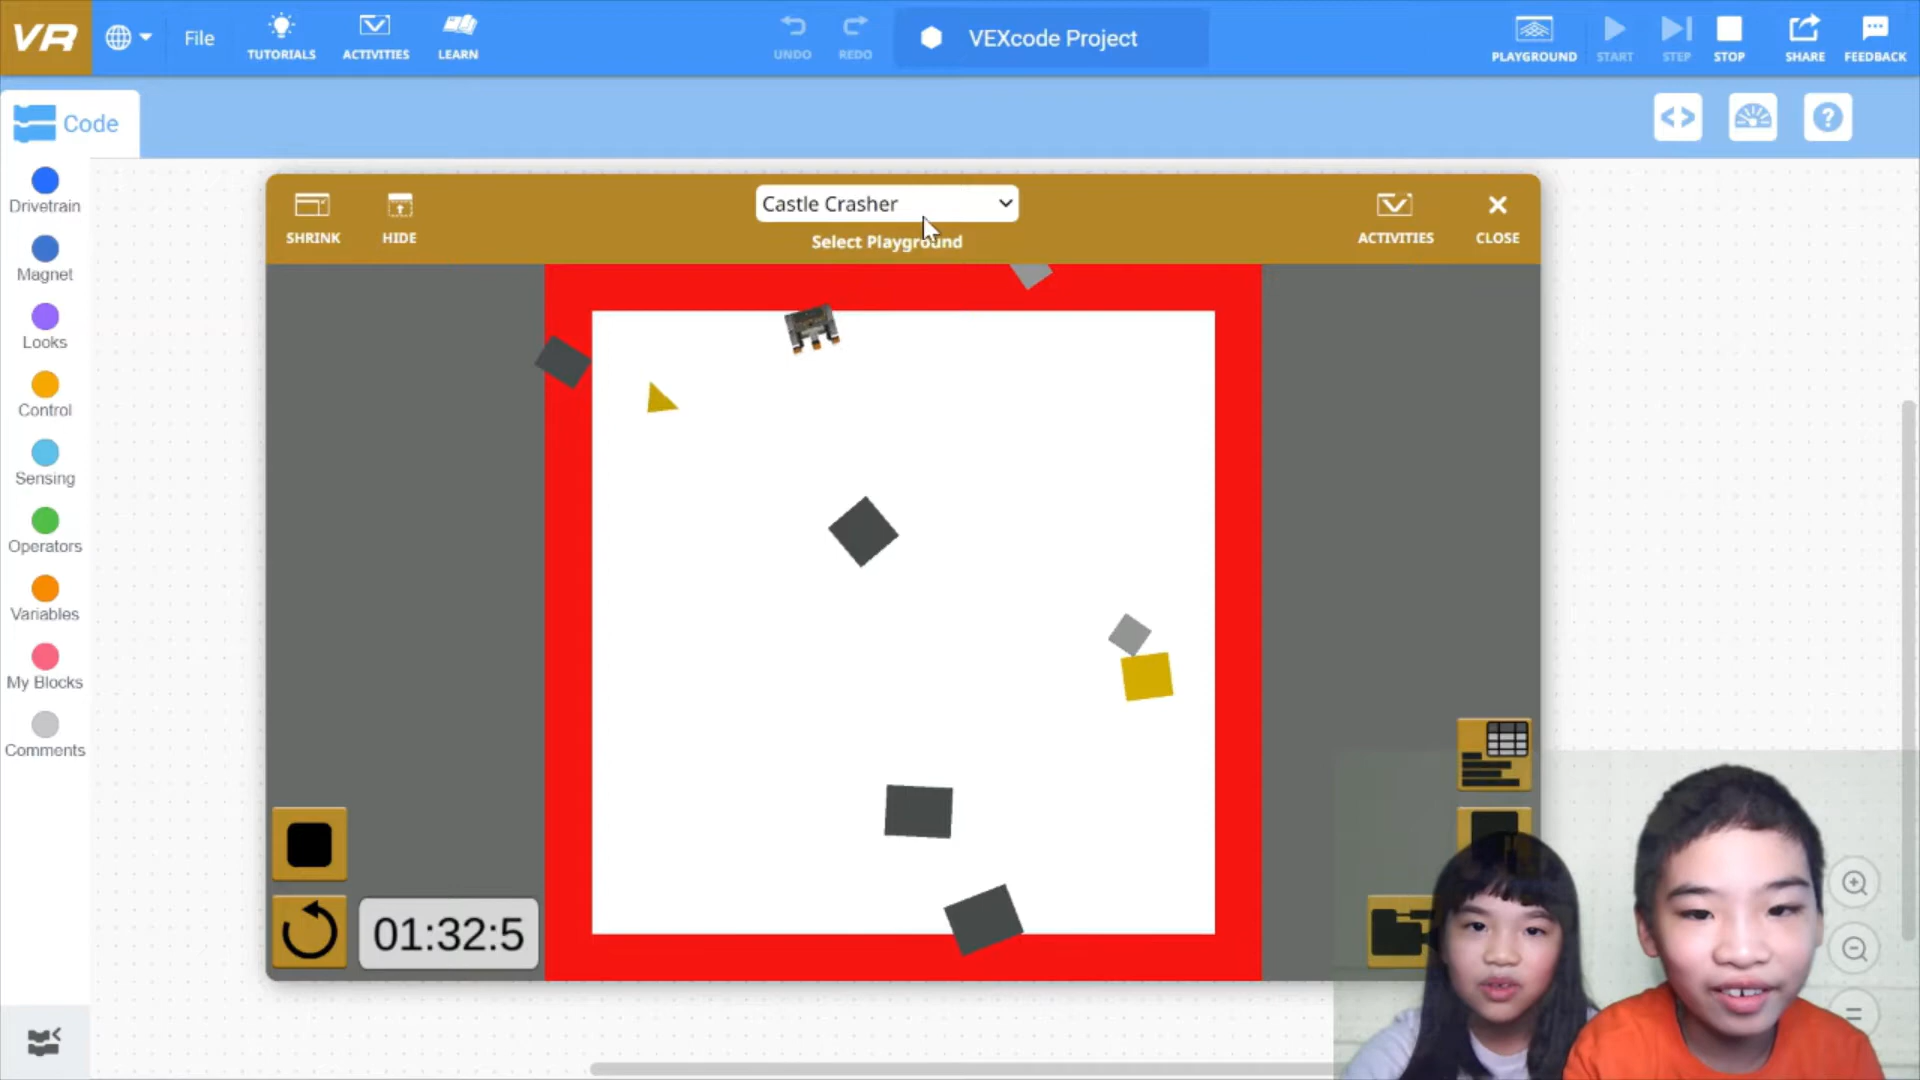 VR
File
TUTORIALS
ACTIVITIES
LEARN
UNDO
REDO
VEXcode Project
PLAYGROUND
START
STEP
STOP
SHARE
FEEDBACK
Code
Drivetrain
Magnet
Looks
Control
Sensing
Operators
Variables
My Blocks
Comments
SHRINK
HIDE
Castle Crasher
Select Playground
ACTIVITIES
CLOSE
01:32:5